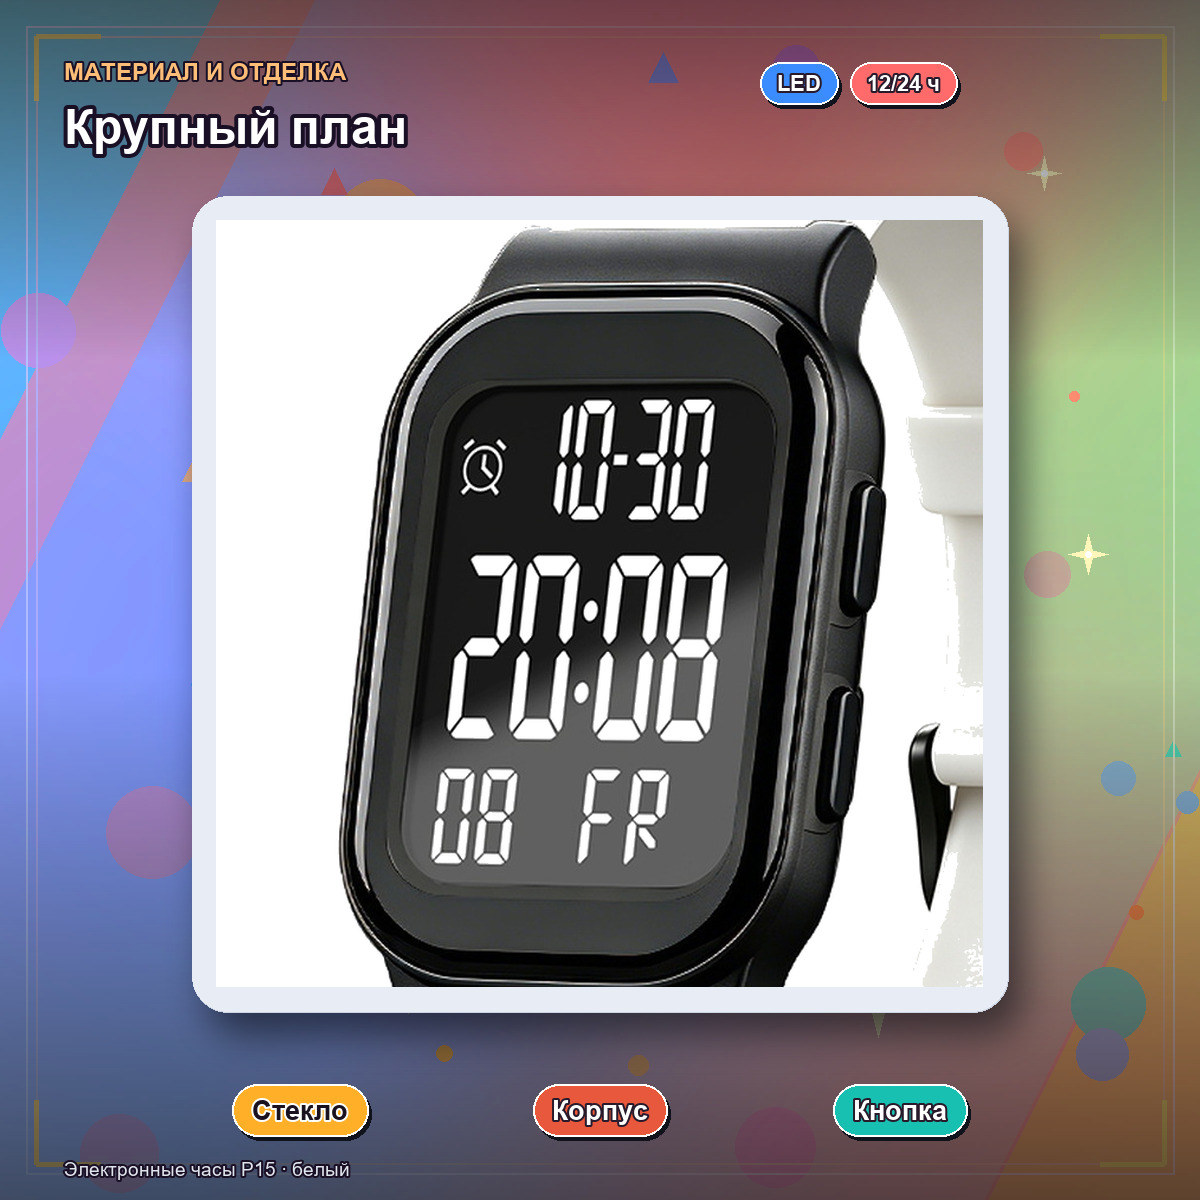 МАТЕРИАЛ И ОТДЕЛКА
Крупный план
LED
12/24 ч
10-30
20:08
08 FR
Стекло
Корпус
Кнопка
Электронные часы P15 · белый